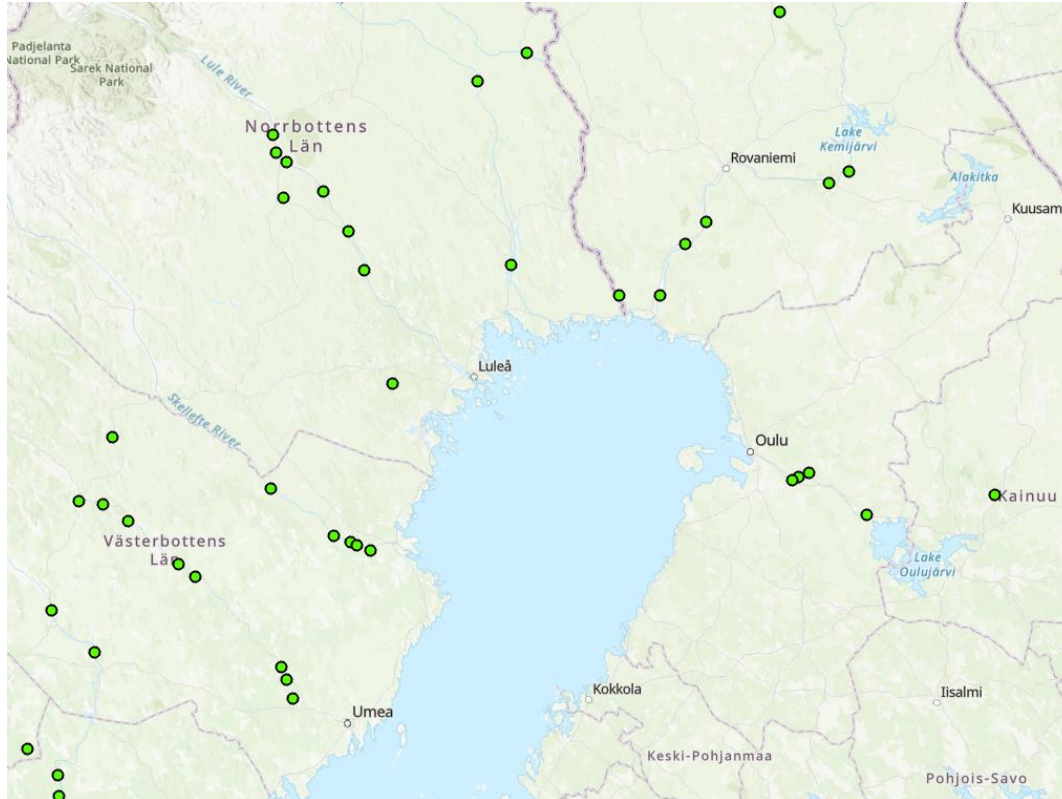 Padjelanta
National Park
Sarek National
Park
Lule River
Norrbottens
Län
Lake
Kemijärvi
Rovaniemi
Alakitka
Kuusam
Luleå
Skellefte River
Oulu
Kainuu
Västerbottens
Län
Lake
Oulujärvi
Kokkola
Iisalmi
Umea
Keski-Pohjanmaa
Pohjois-Savo